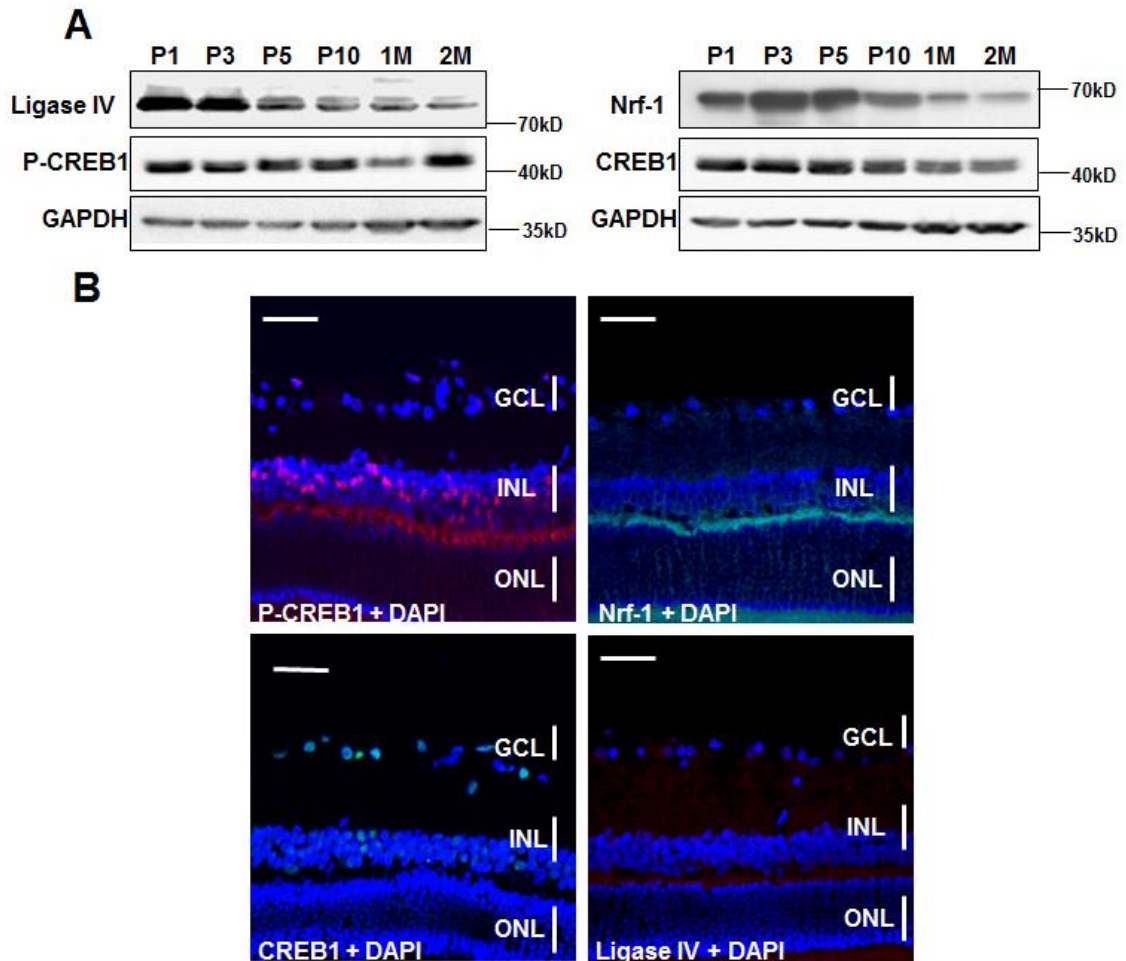 A
P1 P3 P5 P10 1M 2M
Ligase IV
70kD
P-CREB1
40kD
GAPDH
35kD
P1 P3 P5 P10 1M 2M
Nrf-1
70kD
CREB1
40kD
GAPDH
35kD
B
GCL
INL
ONL
P-CREB1 + DAPI
GCL
INL
ONL
Nrf-1 + DAPI
GCL
INL
ONL
CREB1 + DAPI
GCL
INL
ONL
Ligase IV + DAPI